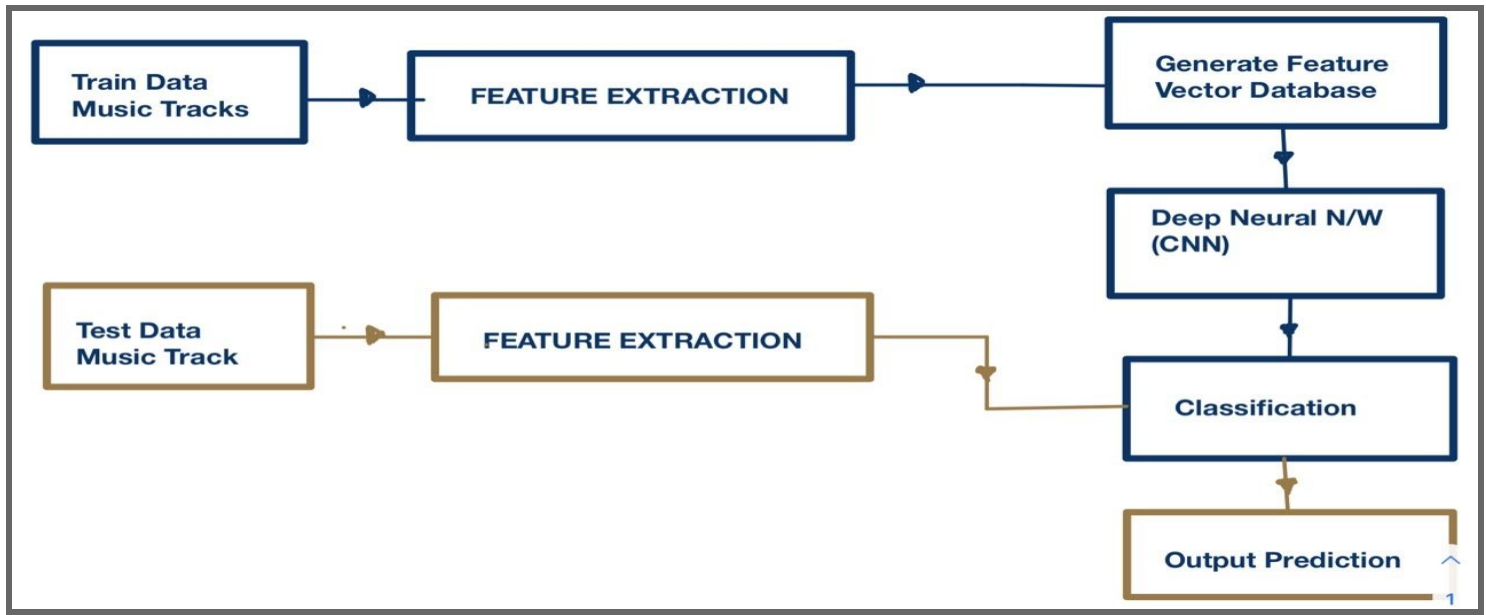 Train Data
Music Tracks
FEATURE EXTRACTION
Generate Feature
Vector Database
Deep Neural N/W
(CNN)
Test Data
Music Track
FEATURE EXTRACTION
Classification
Output Prediction
1